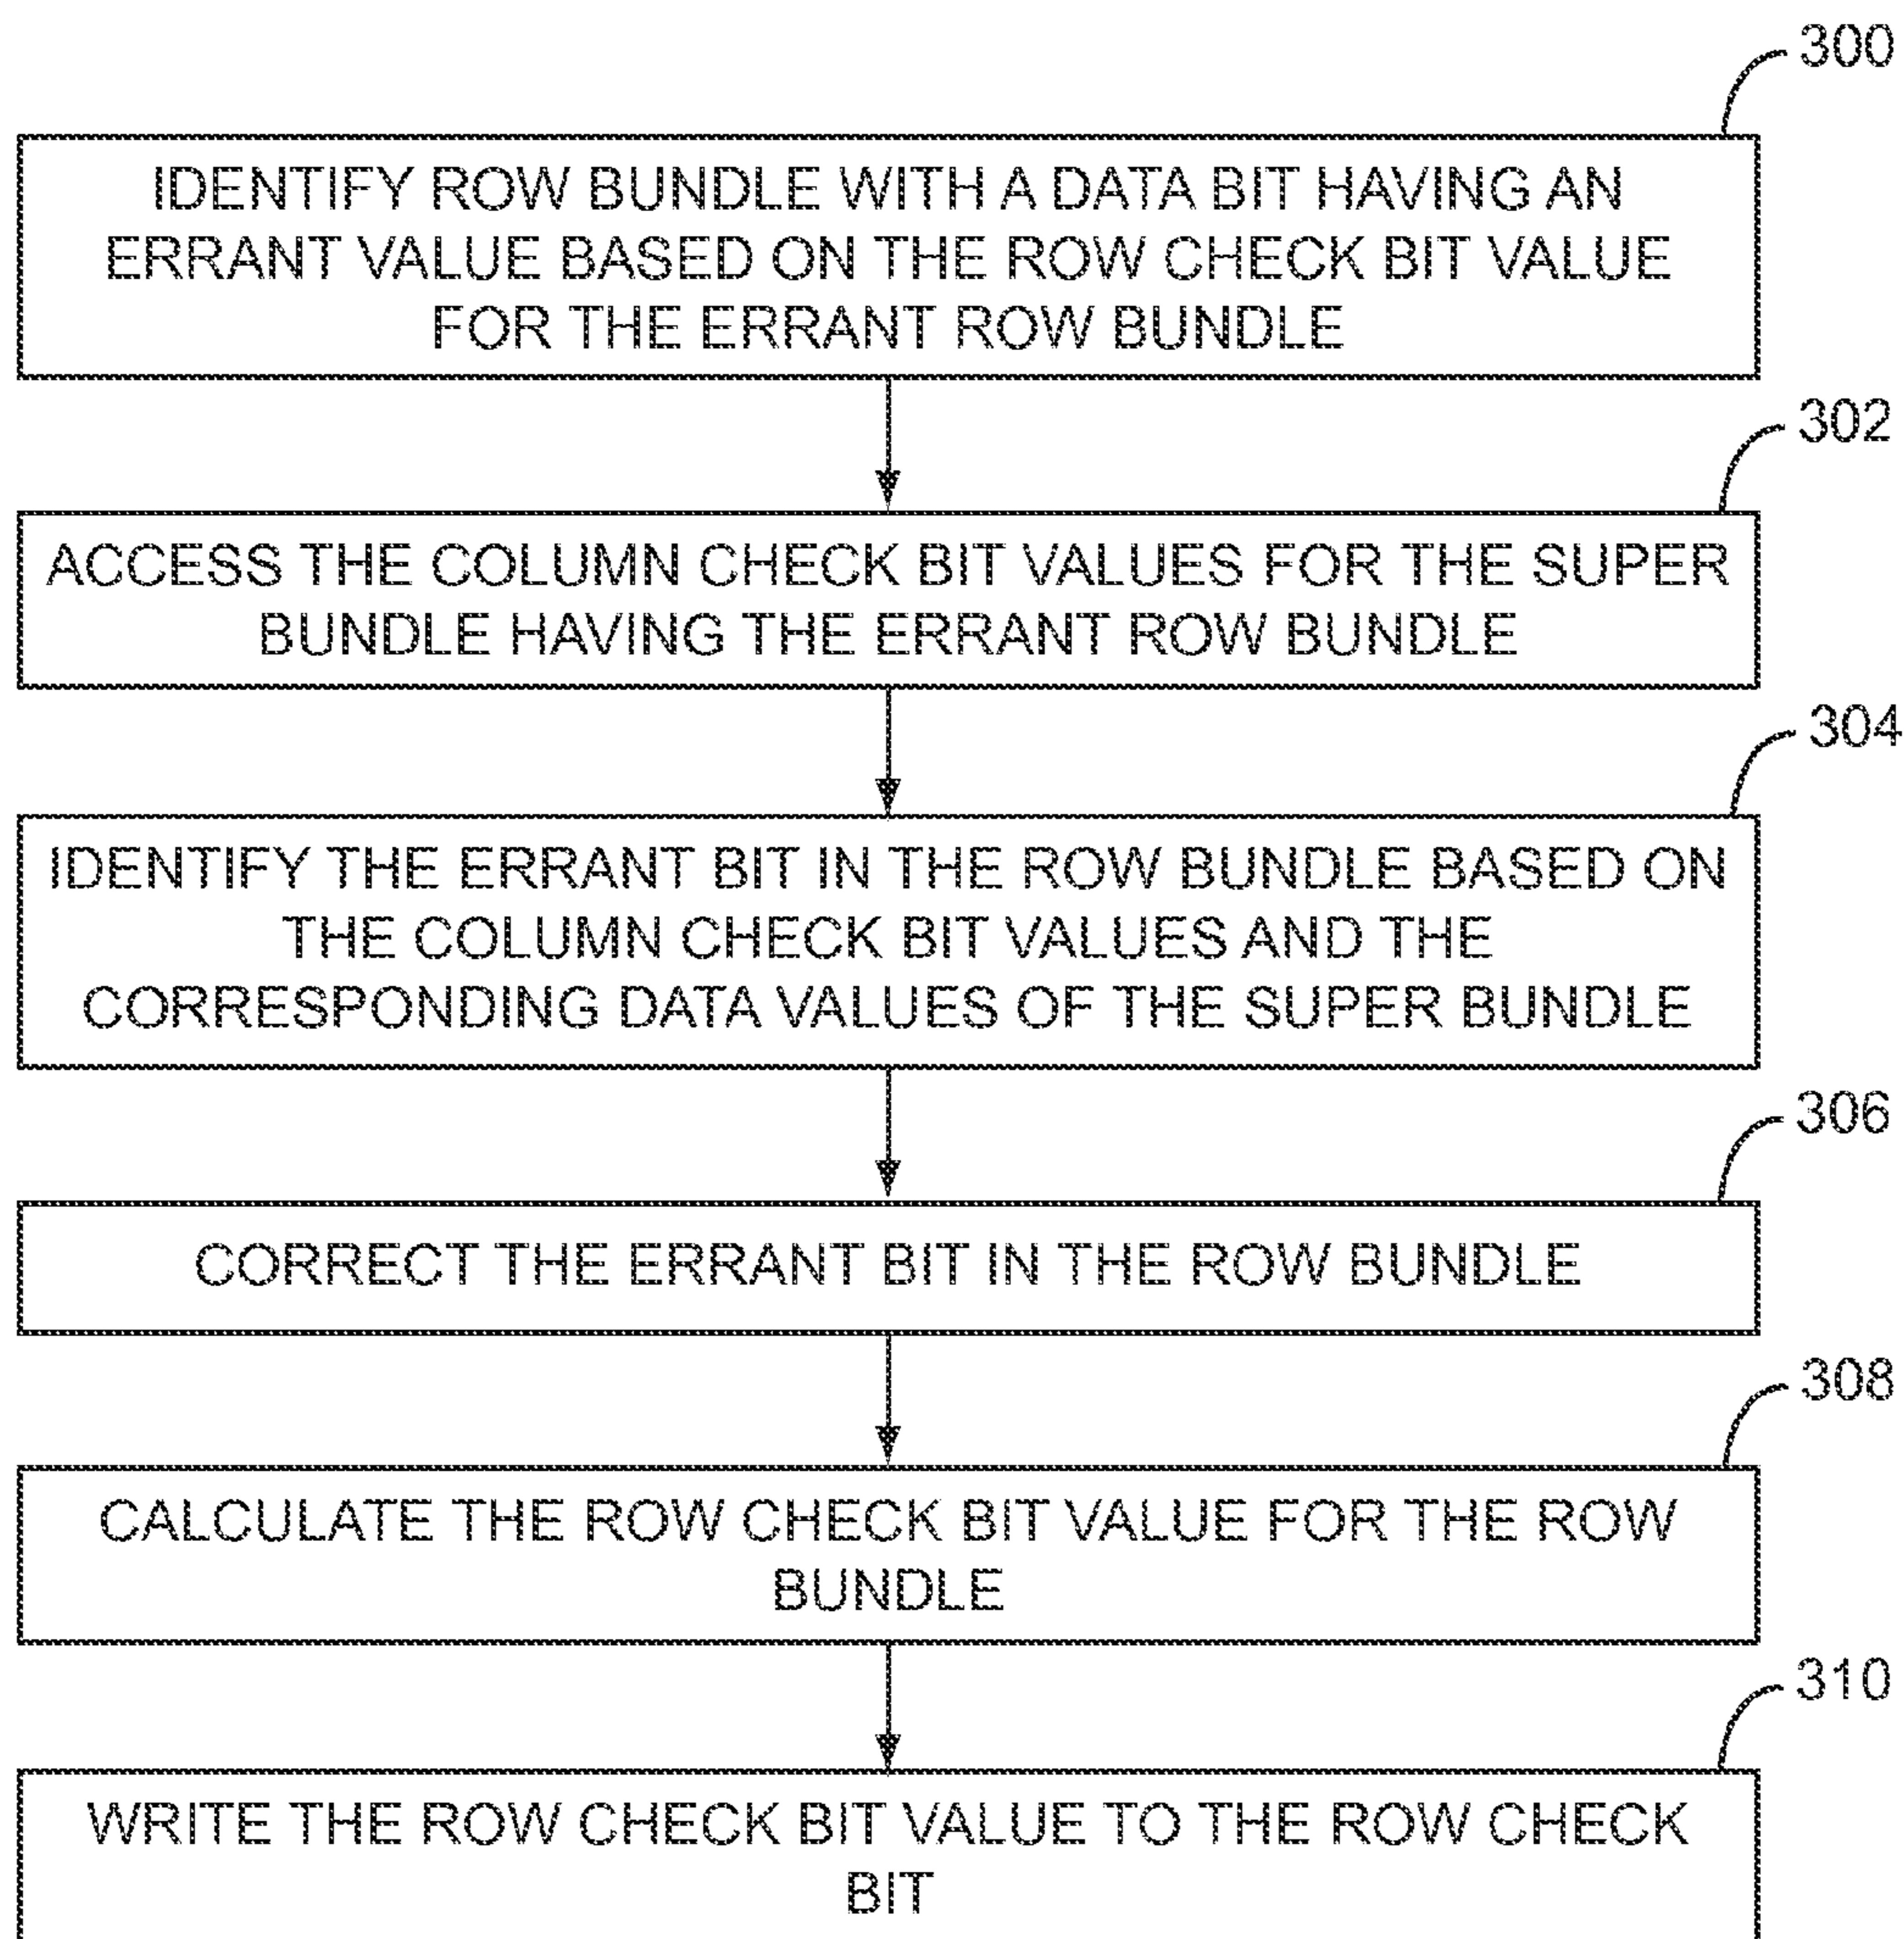 300
IDENTIFY ROW BUNDLE WITH A DATA BIT HAVING AN
ERRANT VALUE BASED ON THE ROW CHECK BIT VALUE
FOR THE ERRANT ROW BUNDLE
302
ACCESS THE COLUMN CHECK BIT VALUES FOR THE SUPER
BUNDLE HAVING THE ERRANT ROW BUNDLE
304
IDENTIFY THE ERRANT BIT IN THE ROW BUNDLE BASED ON
THE COLUMN CHECK BIT VALUES AND THE
CORRESPONDING DATA VALUES OF THE SUPER BUNDLE
306
CORRECT THE ERRANT BIT IN THE ROW BUNDLE
308
CALCULATE THE ROW CHECK BIT VALUE FOR THE ROW
BUNDLE
310
WRITE THE ROW CHECK BIT VALUE TO THE ROW CHECK
BIT